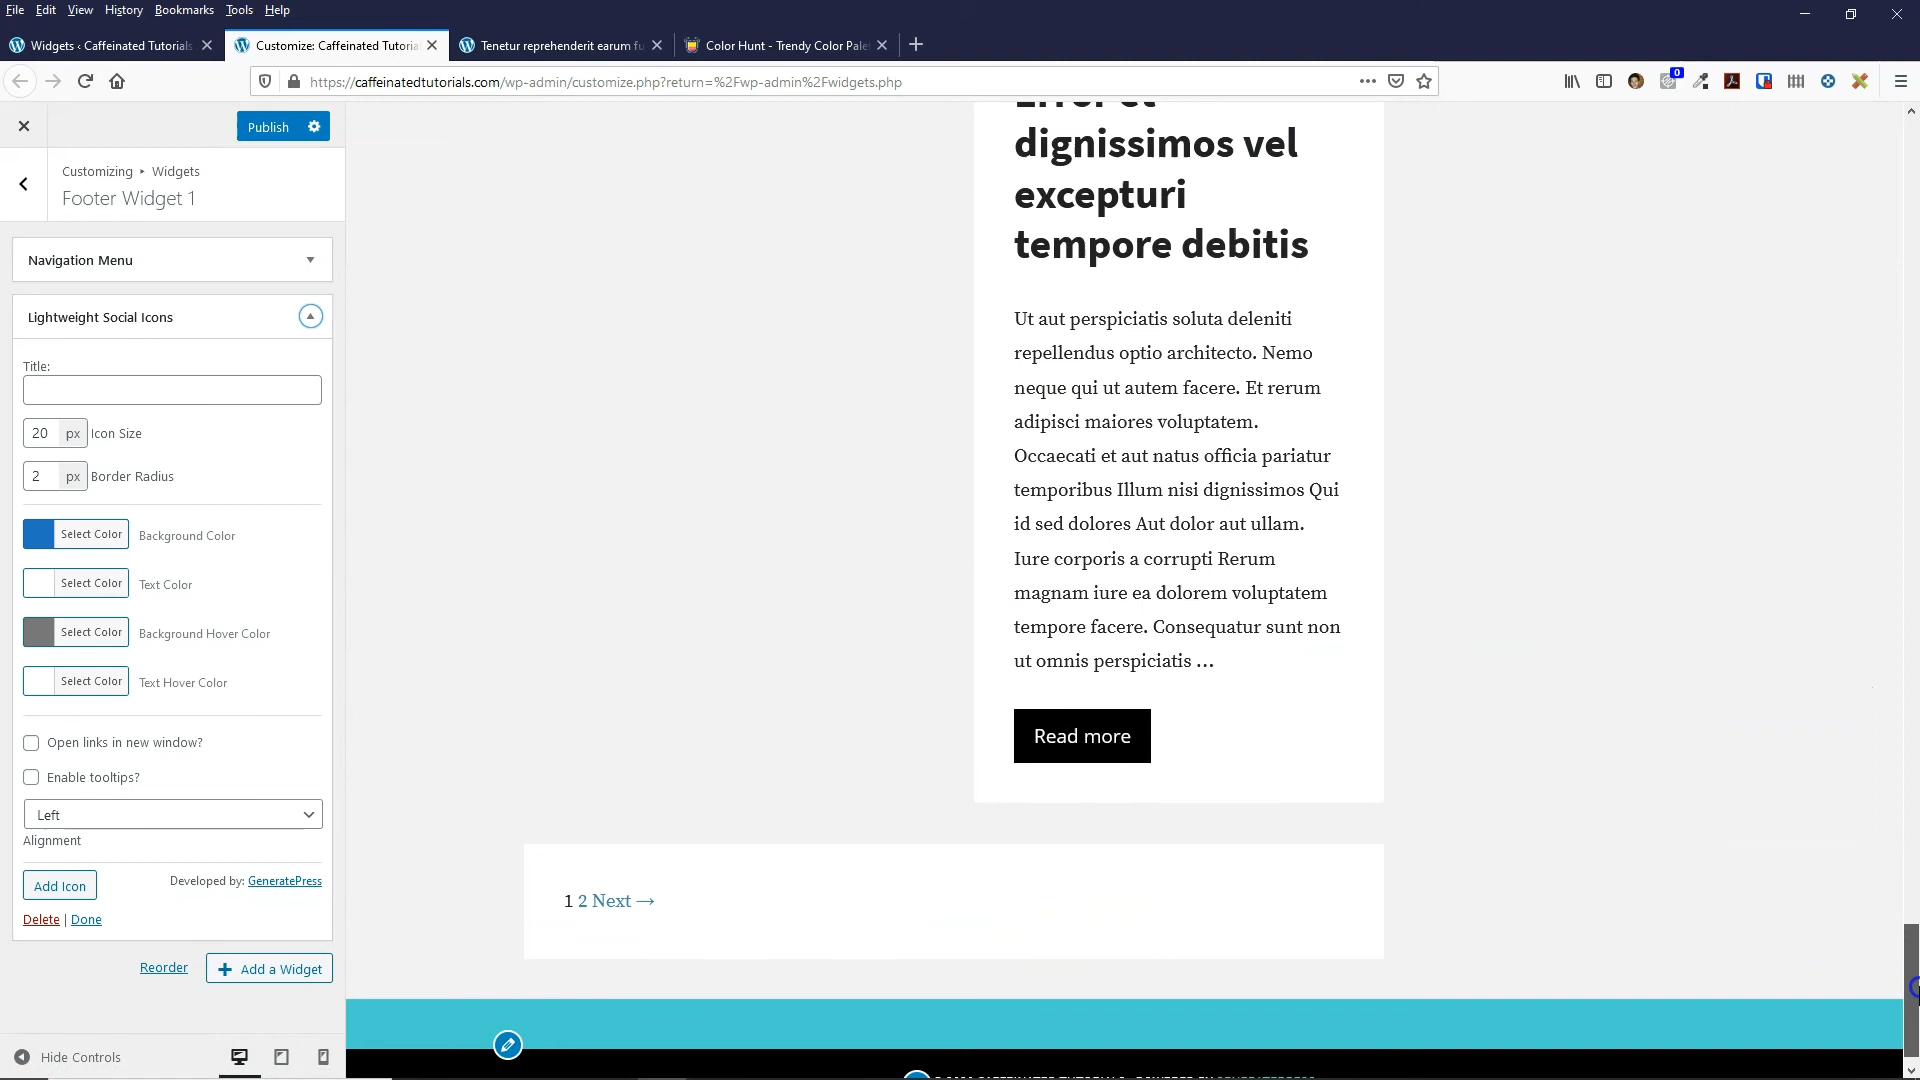 File Edit View History Bookmarks Tools Help
Widgets ‹ Caffeinated Tutorials
Customize: Caffeinated Tutoria
Tenetur reprehenderit earum fu
Color Hunt - Trendy Color Pale
https://caffeinatedtutorials.com/wp-admin/customize.php?return=%2Fwp-admin%2Fwidgets.php
0
Publish
Customizing ▸ Widgets
Footer Widget 1
Navigation Menu
Lightweight Social Icons
Title:
20 px Icon Size
2 px Border Radius
Select Color Background Color
Select Color Text Color
Select Color Background Hover Color
Select Color Text Hover Color
Open links in new window?
Enable tooltips?
Left
Alignment
Add Icon
Developed by: GeneratePress
Delete | Done
Reorder
Add a Widget
Hide Controls
Error et
dignissimos vel
excepturi
tempore debitis
Ut aut perspiciatis soluta deleniti
repellendus optio architecto. Nemo
neque qui ut autem facere. Et rerum
adipisci maiores voluptatem.
Occaecati et aut natus officia pariatur
temporibus Illum nisi dignissimos Qui
id sed dolores Aut dolor aut ullam.
Iure corporis a corrupti Rerum
magnam iure ea dolorem voluptatem
tempore facere. Consequatur sunt non
ut omnis perspiciatis …
Read more
1 2 Next →